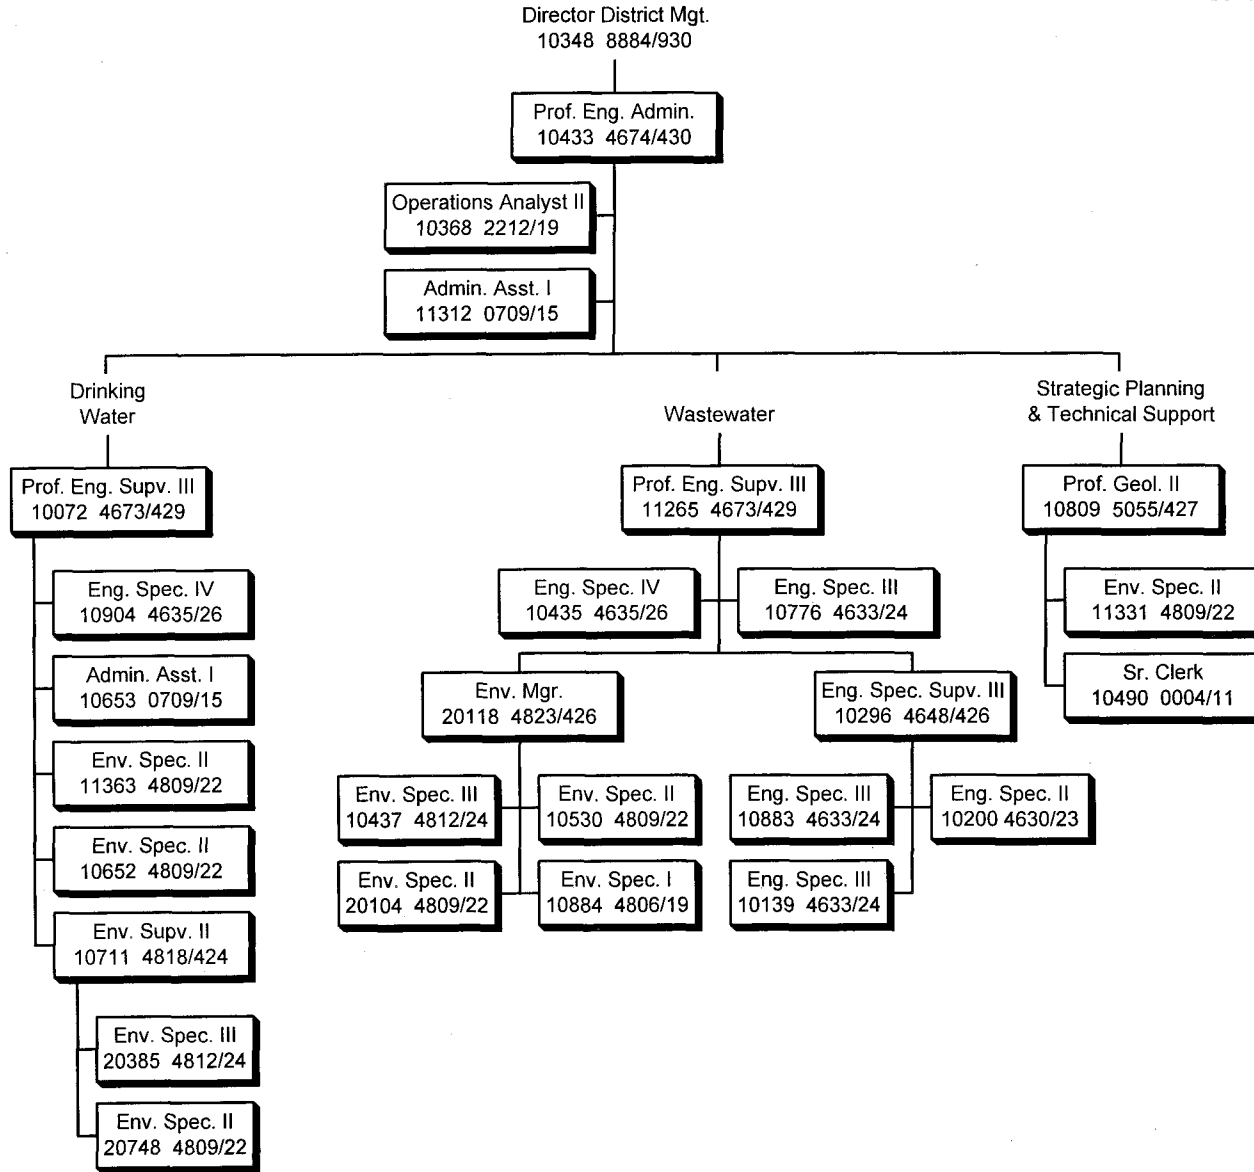 Director District Mgt.
10348 8884/930
Prof. Eng. Admin.
10433 4674/430
Operations Analyst II
10368 2212/19
Admin. Asst. I
11312 0709/15
Drinking
Water
Prof. Eng. Supv. III
10072 4673/429
Eng. Spec. IV
10904 4635/26
Admin. Asst. I
10653 0709/15
Env. Spec. II
11363 4809/22
Env. Spec. II
10652 4809/22
Env. Supv. II
10711 4818/424
Env. Spec. III
20385 4812/24
Env. Spec. II
20748 4809/22
Wastewater
Prof. Eng. Supv. III
11265 4673/429
Eng. Spec. IV
10435 4635/26
Eng. Spec. III
10776 4633/24
Env. Mgr.
20118 4823/426
Env. Spec. III
10437 4812/24
Env. Spec. II
10530 4809/22
Env. Spec. II
20104 4809/22
Env. Spec. I
10884 4806/19
Eng. Spec. Supv. III
10296 4648/426
Eng. Spec. III
10883 4633/24
Eng. Spec. II
10200 4630/23
Eng. Spec. III
10139 4633/24
Strategic Planning
& Technical Support
Prof. Geol. II
10809 5055/427
Env. Spec. II
11331 4809/22
Sr. Clerk
10490 0004/11